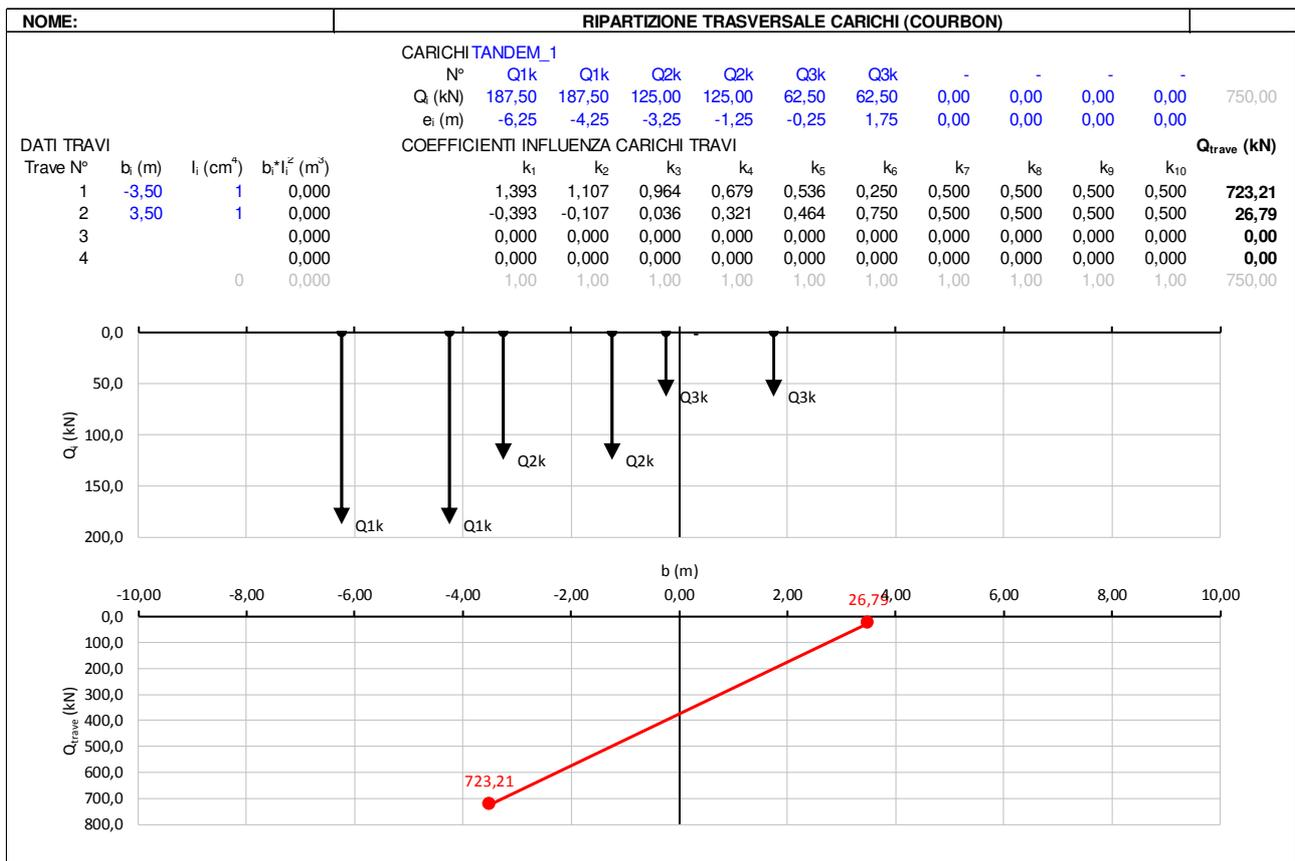 NOME: RIPARTIZIONE TRASVERSALE CARICHI (COURBON)
CARICHI TANDEM_1
N° Q1k Q1k Q2k Q2k Q3k Q3k - - - -
Qᵢ (kN) 187,50 187,50 125,00 125,00 62,50 62,50 0,00 0,00 0,00 0,00 750,00
eᵢ (m) -6,25 -4,25 -3,25 -1,25 -0,25 1,75 0,00 0,00 0,00 0,00
DATI TRAVI COEFFICIENTI INFLUENZA CARICHI TRAVI Qtrave (kN)
Trave N° bᵢ (m) Iᵢ (cm⁴) bᵢ*Iᵢ² (m³) k₁ k₂ k₃ k₄ k₅ k₆ k₇ k₈ k₉ k₁₀
1 -3,50 1 0,000 1,393 1,107 0,964 0,679 0,536 0,250 0,500 0,500 0,500 0,500 723,21
2 3,50 1 0,000 -0,393 -0,107 0,036 0,321 0,464 0,750 0,500 0,500 0,500 0,500 26,79
3 0,000 0,000 0,000 0,000 0,000 0,000 0,000 0,000 0,000 0,000 0,000 0,00
4 0,000 0,000 0,000 0,000 0,000 0,000 0,000 0,000 0,000 0,000 0,000 0,00
0 0,000 1,00 1,00 1,00 1,00 1,00 1,00 1,00 1,00 1,00 1,00 750,00
0,0
50,0
100,0
150,0
200,0
Qᵢ (kN)
Q3k Q3k
Q2k Q2k
Q1k Q1k
b (m)
-10,00 -8,00 -6,00 -4,00 -2,00 0,00 2,00 4,00 6,00 8,00 10,00
26,79
0,0
100,0
200,0
300,0
400,0
500,0
600,0
700,0
800,0
Qtrave (kN)
723,21